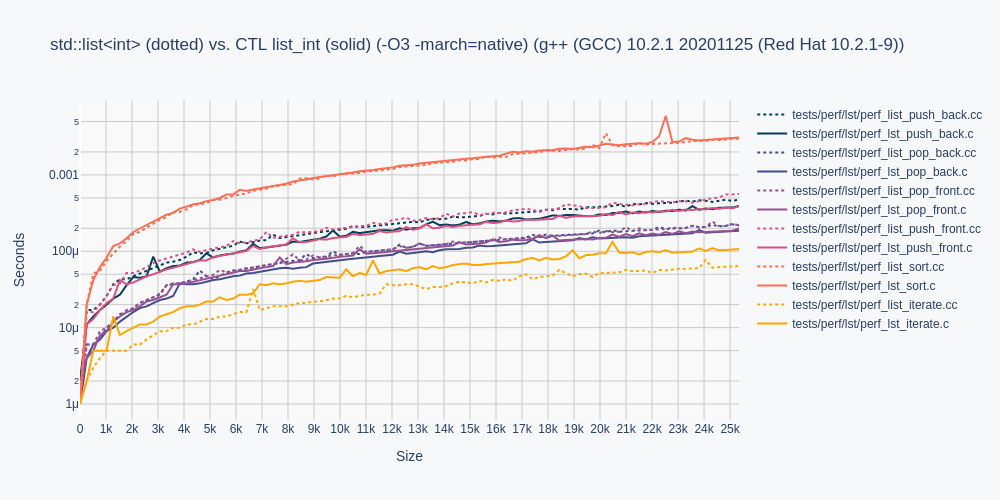 std::list<int> (dotted) vs. CTL list_int (solid) (-O3 -march=native) (g++ (GCC) 10.2.1 20201125 (Red Hat 10.2.1-9))
5
2
0.001
5
2
100μ
5
2
10μ
5
2
1μ
Seconds
0 1k 2k 3k 4k 5k 6k 7k 8k 9k 10k 11k 12k 13k 14k 15k 16k 17k 18k 19k 20k 21k 22k 23k 24k 25k
Size
tests/perf/lst/perf_list_push_back.cc
tests/perf/lst/perf_lst_push_back.c
tests/perf/lst/perf_list_pop_back.cc
tests/perf/lst/perf_lst_pop_back.c
tests/perf/lst/perf_list_pop_front.cc
tests/perf/lst/perf_lst_pop_front.c
tests/perf/lst/perf_list_push_front.cc
tests/perf/lst/perf_lst_push_front.c
tests/perf/lst/perf_list_sort.cc
tests/perf/lst/perf_lst_sort.c
tests/perf/lst/perf_list_iterate.cc
tests/perf/lst/perf_lst_iterate.c